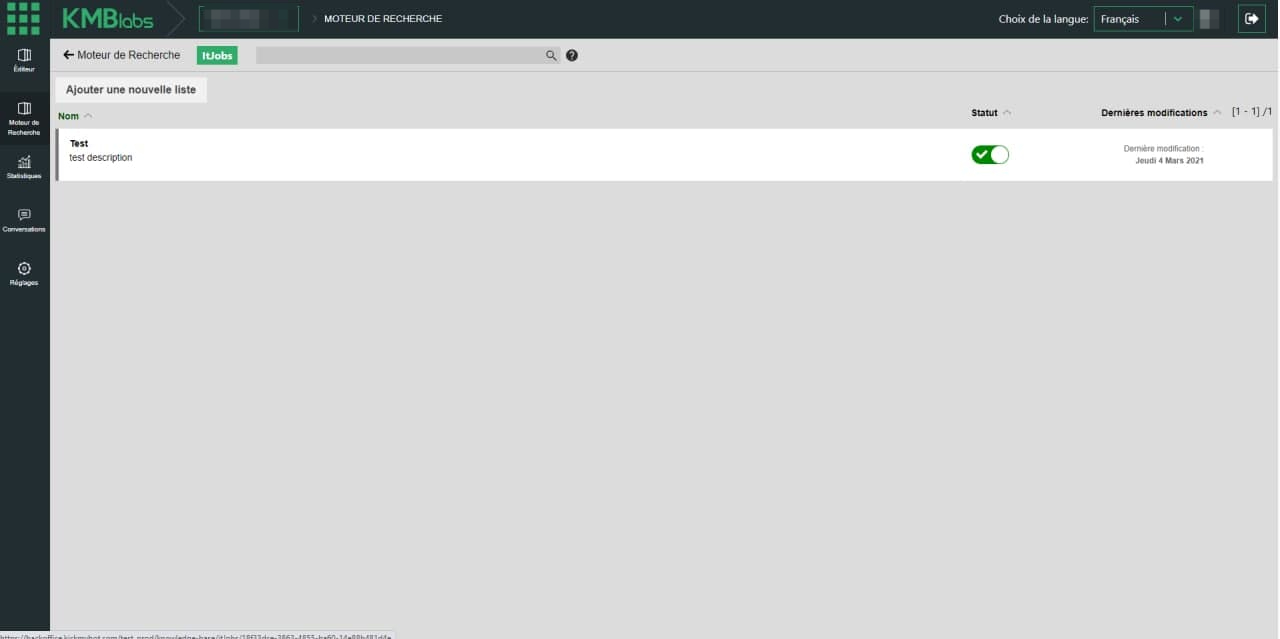 KMBlabs
MOTEUR DE RECHERCHE
Choix de la langue:
Français
Éditeur
Moteur de Recherche
ItJobs
Ajouter une nouvelle liste
Nom
Statut
Dernières modifications
[1 - 1] /1
Moteur de
Recherche
Test
test description
Dernière modification :
Jeudi 4 Mars 2021
Statistiques
Conversations
Réglages